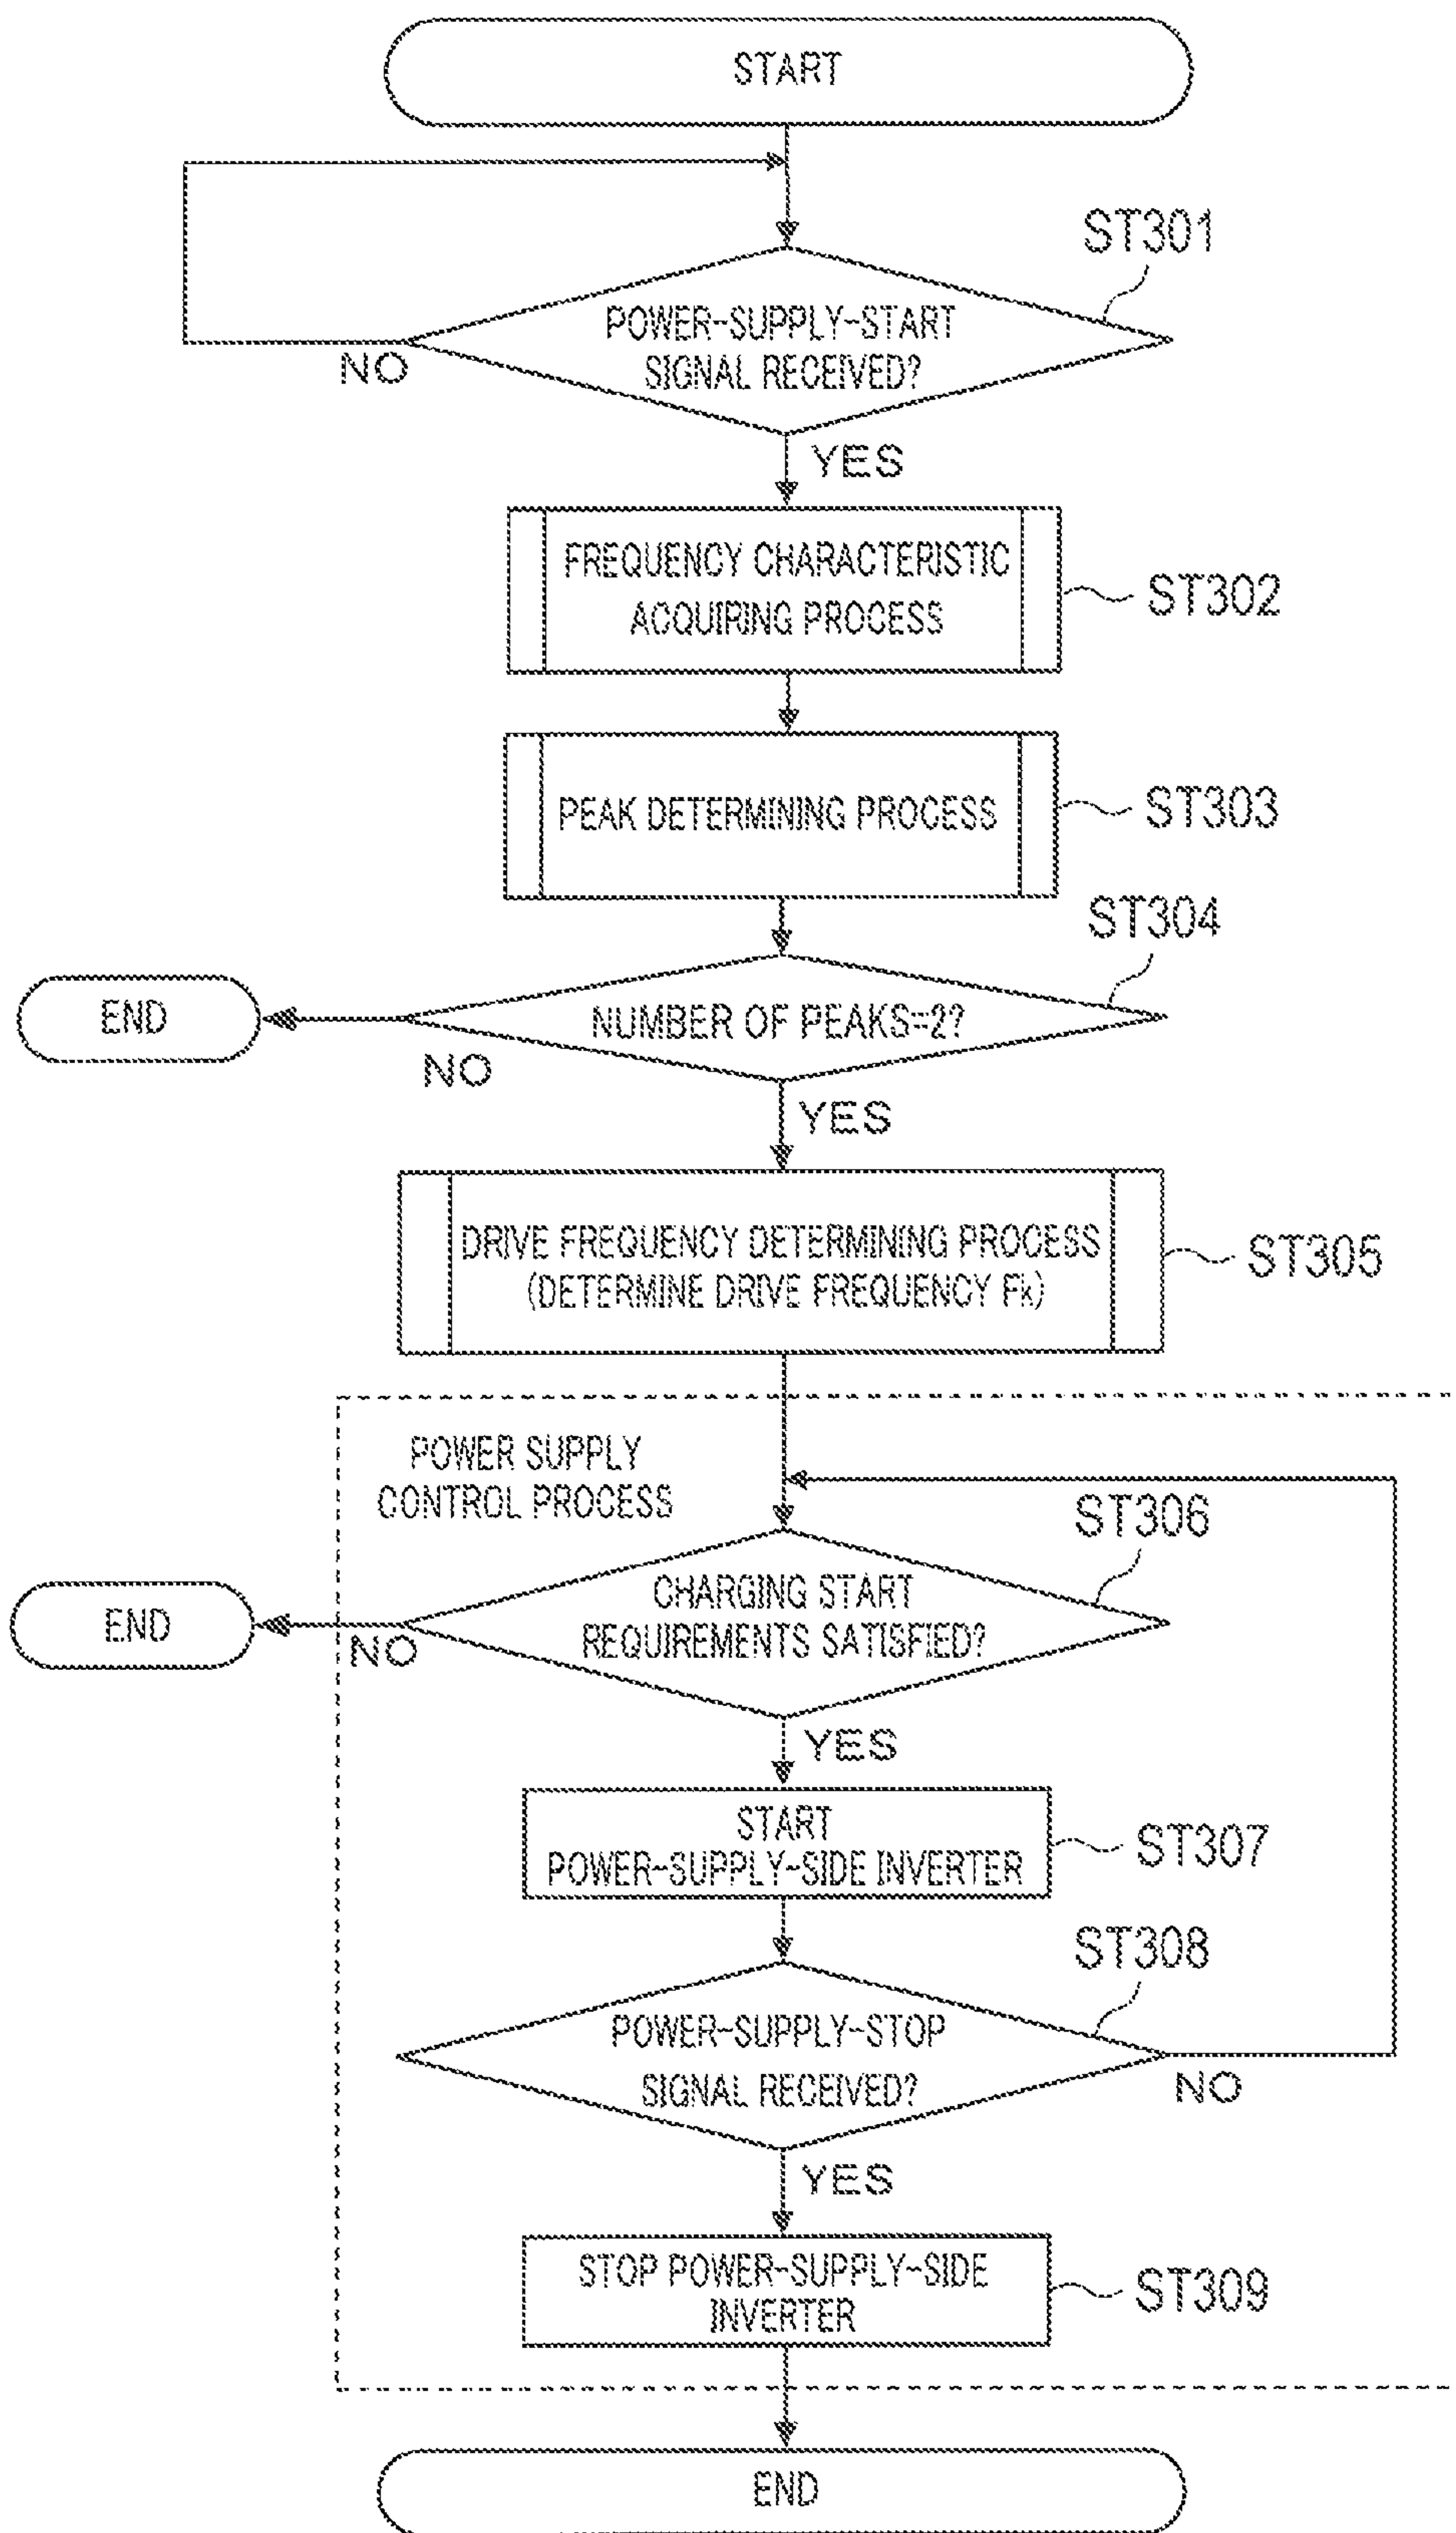 START
ST301
POWER-SUPPLY-START
SIGNAL RECEIVED?
NO
YES
FREQUENCY CHARACTERISTIC
ACQUIRING PROCESS
ST302
PEAK DETERMINING PROCESS
ST303
ST304
END
NUMBER OF PEAKS=2?
NO
YES
DRIVE FREQUENCY DETERMINING PROCESS
(DETERMINE DRIVE FREQUENCY Fk)
ST305
POWER SUPPLY
CONTROL PROCESS
ST306
CHARGING START
REQUIREMENTS SATISFIED?
END
NO
YES
START
POWER-SUPPLY-SIDE INVERTER
ST307
ST308
POWER-SUPPLY-STOP
SIGNAL RECEIVED?
NO
YES
STOP POWER-SUPPLY-SIDE
INVERTER
ST309
END